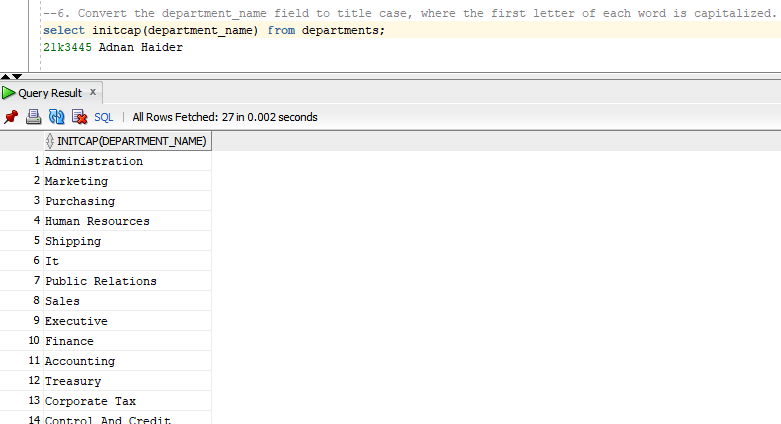 --6. Convert the department_name field to title case, where the first letter of each word is capitalized.
select initcap(department_name) from departments;
21k3445 Adnan Haider
Query Result x
SQL | All Rows Fetched: 27 in 0.002 seconds
INITCAP(DEPARTMENT_NAME)
1 Administration
2 Marketing
3 Purchasing
4 Human Resources
5 Shipping
6 It
7 Public Relations
8 Sales
9 Executive
10 Finance
11 Accounting
12 Treasury
13 Corporate Tax
14 Control And Credit